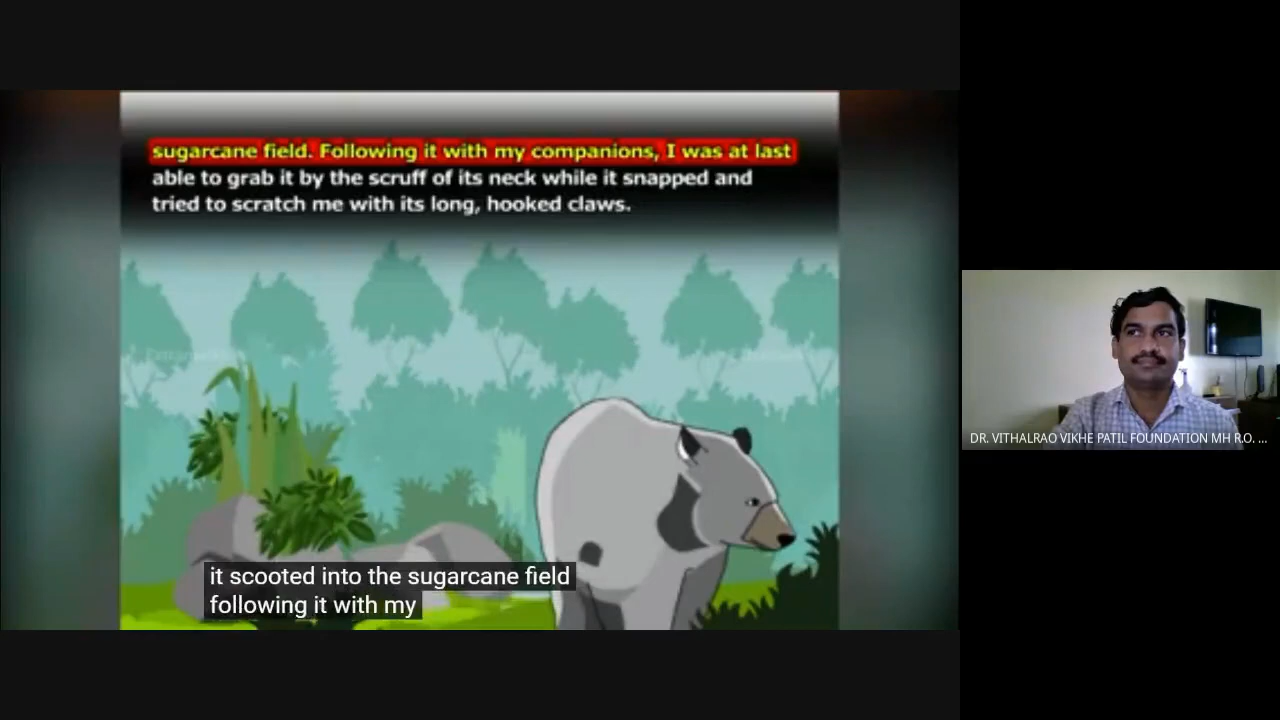 sugarcane field. Following it with my companions, I was at last
able to grab it by the scruff of its neck while it snapped and
tried to scratch me with its long, hooked claws.
it scooted into the sugarcane field
following it with my
DR. VITHALRAO VIKHE PATIL FOUNDATION MH R.O. ...